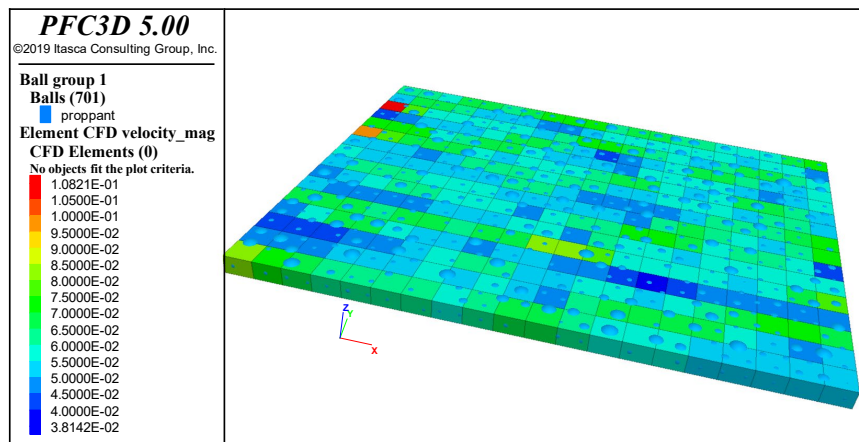 PFC3D 5.00
©2019 Itasca Consulting Group, Inc.
Ball group 1
Balls (701)
proppant
Element CFD velocity_mag
CFD Elements (0)
No objects fit the plot criteria.
1.0821E-01
1.0500E-01
1.0000E-01
9.5000E-02
9.0000E-02
8.5000E-02
8.0000E-02
7.5000E-02
7.0000E-02
6.5000E-02
6.0000E-02
5.5000E-02
5.0000E-02
4.5000E-02
4.0000E-02
3.8142E-02
Z
Y
X